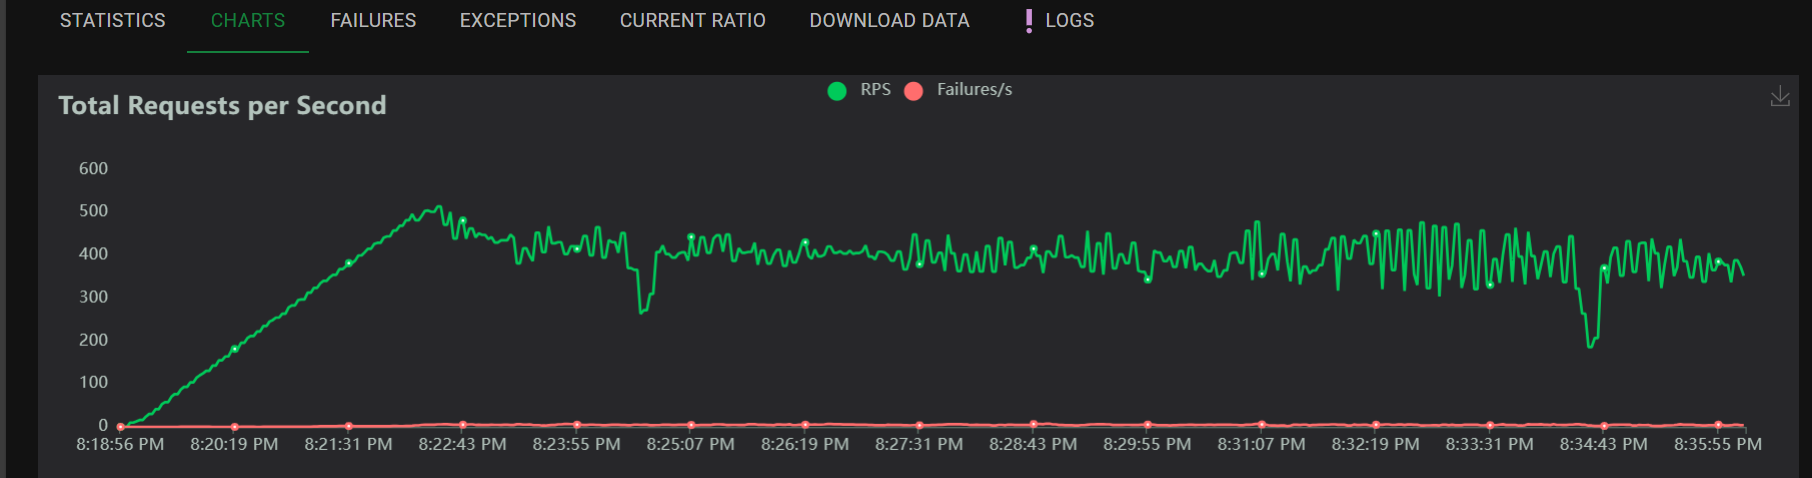 STATISTICS CHARTS FAILURES EXCEPTIONS CURRENT RATIO DOWNLOAD DATA LOGS
Total Requests per Second
RPS Failures/s
600
500
400
300
200
100
0
8:18:56 PM 8:20:19 PM 8:21:31 PM 8:22:43 PM 8:23:55 PM 8:25:07 PM 8:26:19 PM 8:27:31 PM 8:28:43 PM 8:29:55 PM 8:31:07 PM 8:32:19 PM 8:33:31 PM 8:34:43 PM 8:35:55 PM